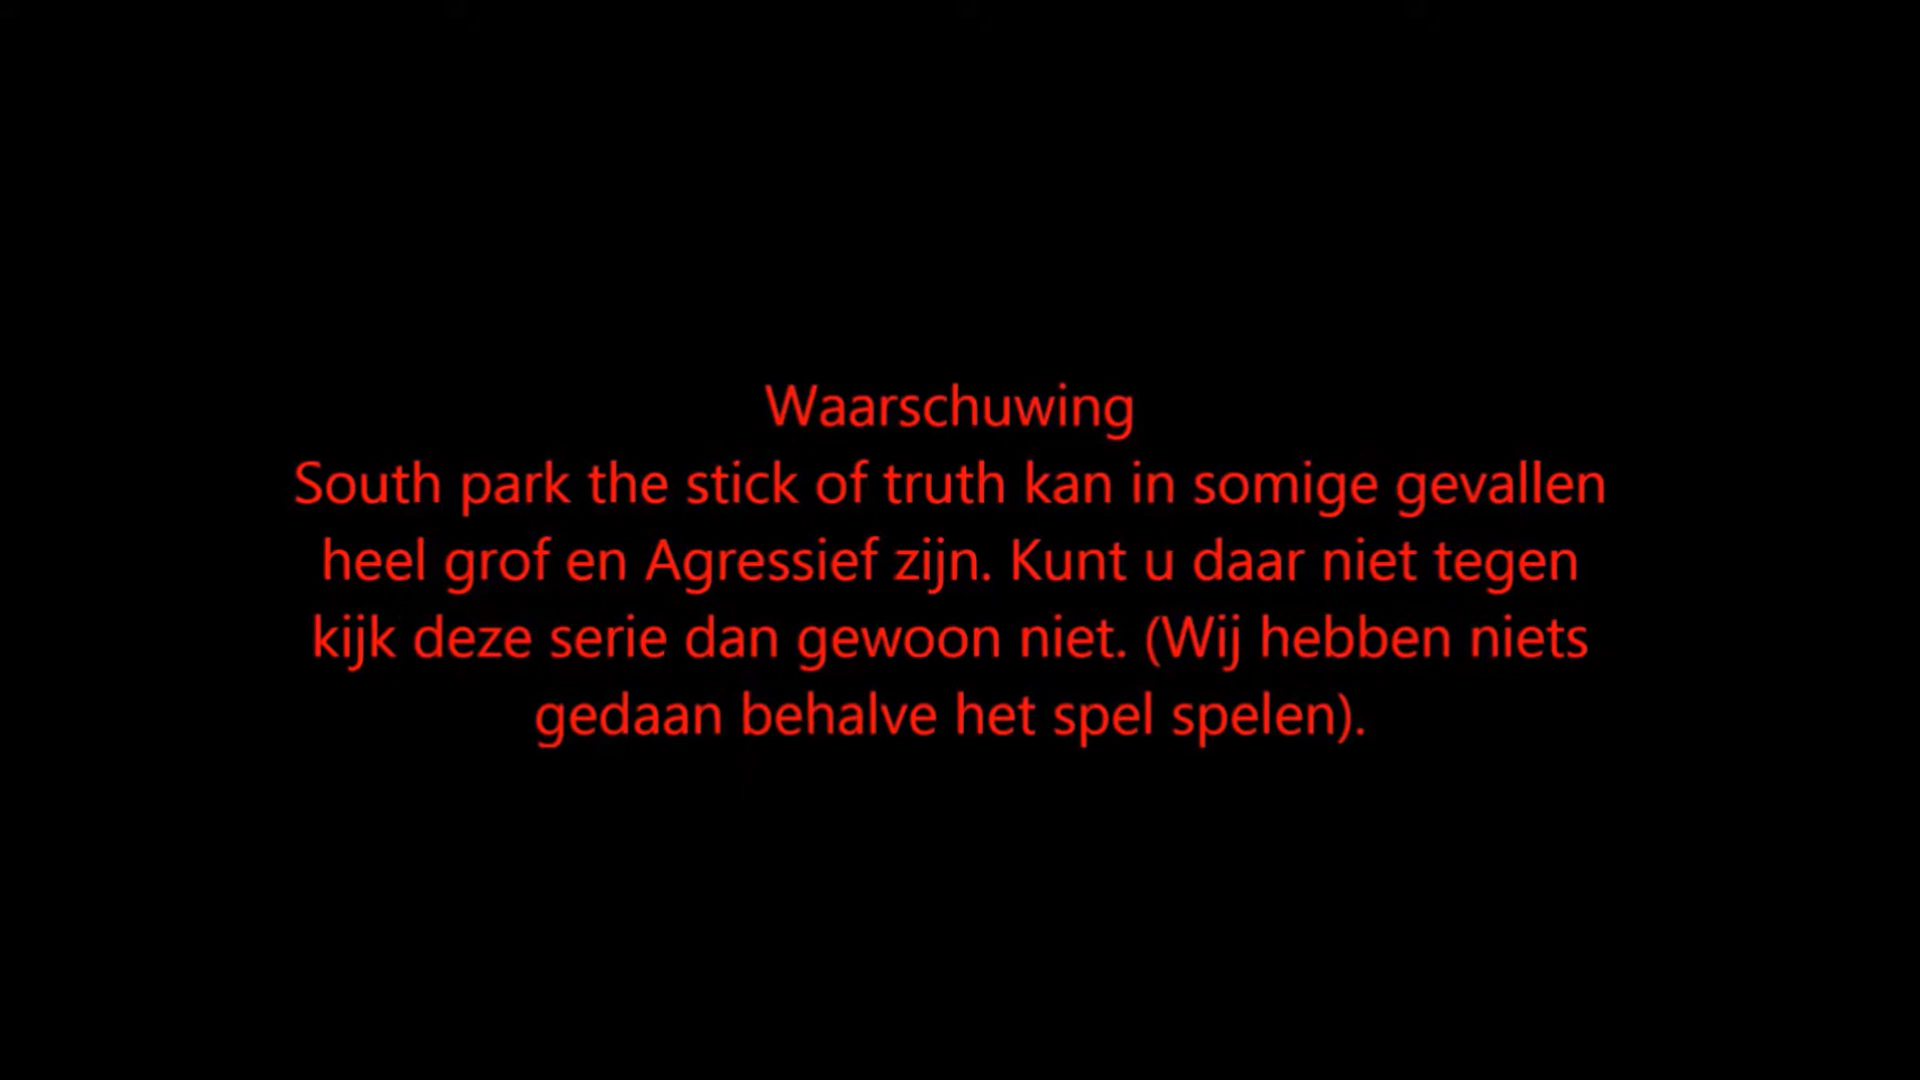 Waarschuwing
South park the stick of truth kan in somige gevallen
heel grof en Agressief zijn. Kunt u daar niet tegen
kijk deze serie dan gewoon niet. (Wij hebben niets
gedaan behalve het spel spelen).